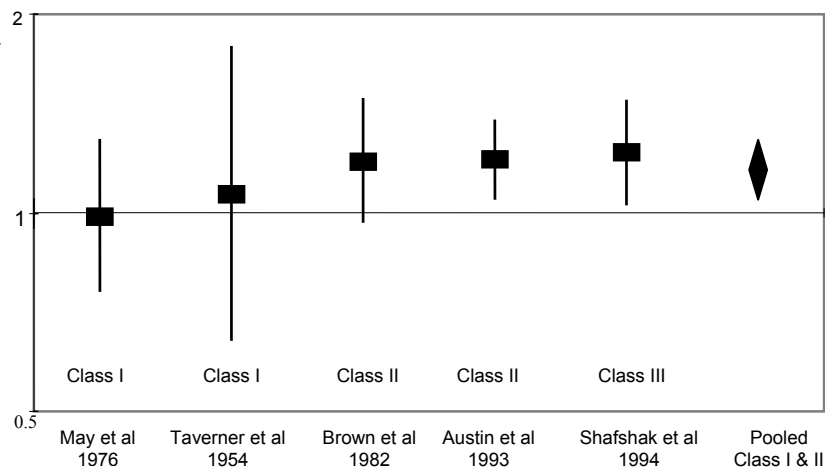 2
1
0.5
Class I Class I Class II Class II Class III
May et al Taverner et al Brown et al Austin et al Shafshak et al Pooled
1976 1954 1982 1993 1994 Class I & II